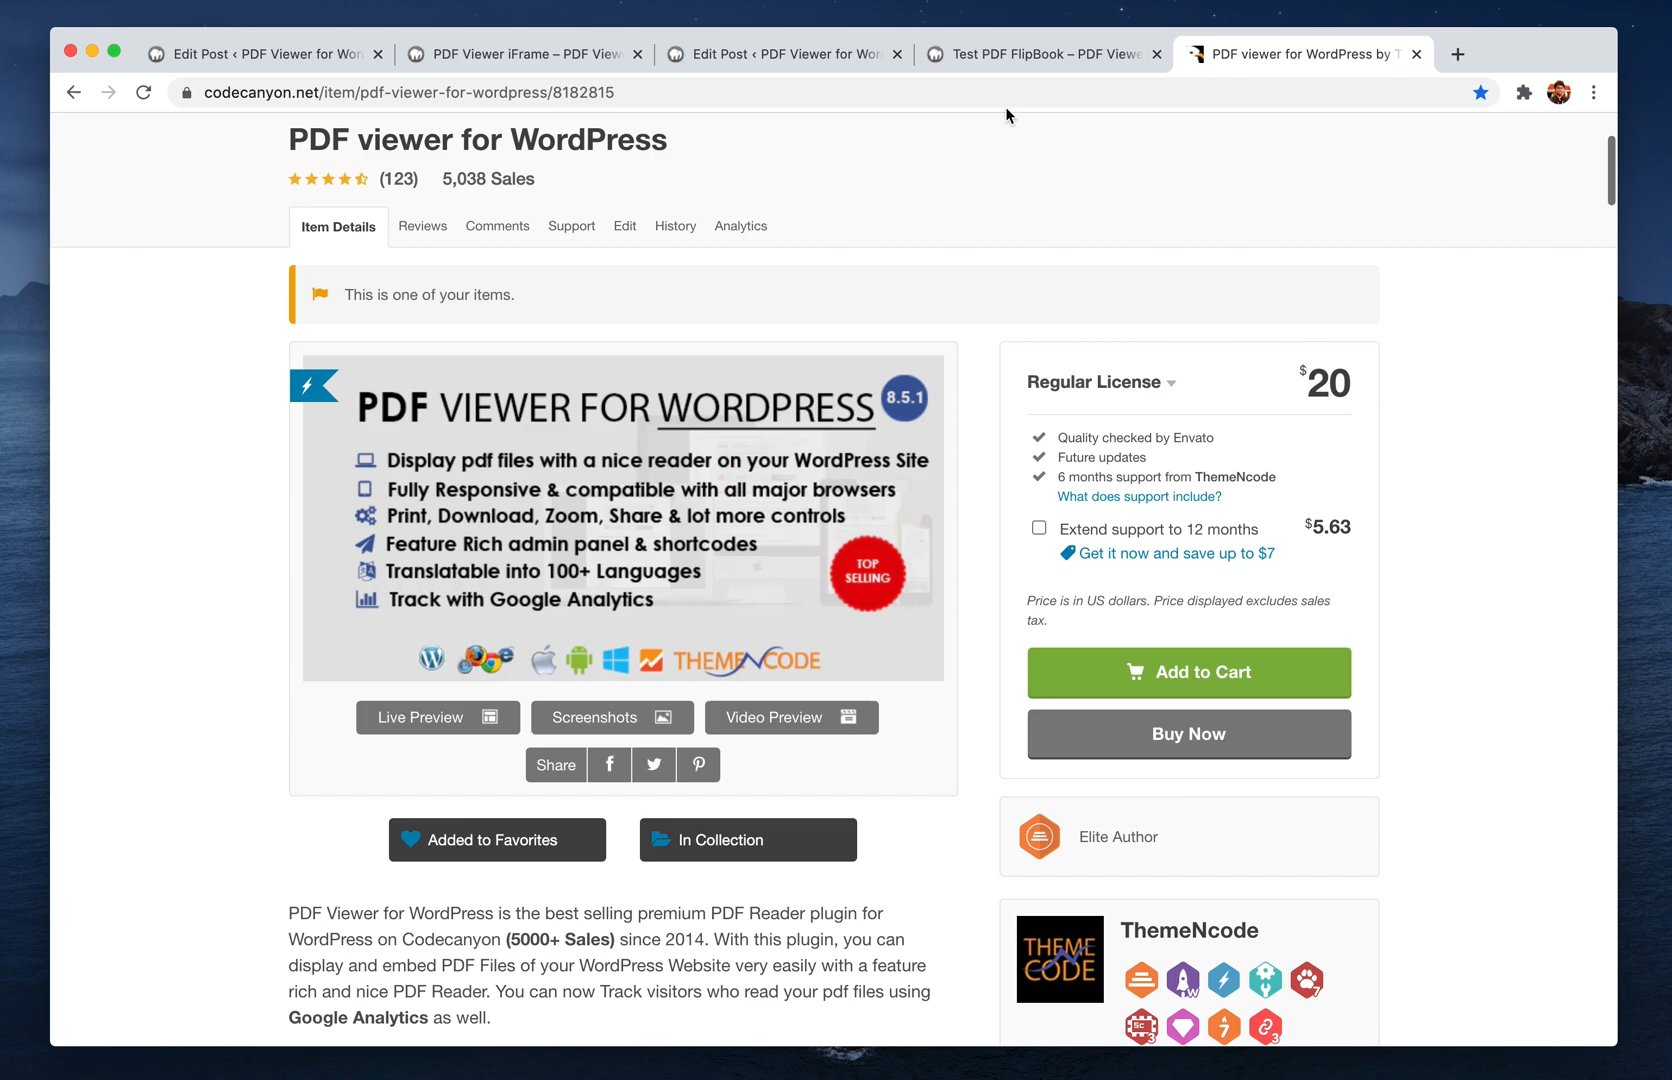 Edit Post ‹ PDF Viewer for Wor
PDF Viewer iFrame – PDF View
Edit Post ‹ PDF Viewer for Wor
Test PDF FlipBook – PDF Viewe
PDF viewer for WordPress by T
codecanyon.net/item/pdf-viewer-for-wordpress/8182815
PDF viewer for WordPress
(123) 5,038 Sales
Item Details Reviews Comments Support Edit History Analytics
This is one of your items.
PDF VIEWER FOR WORDPRESS 8.5.1
Display pdf files with a nice reader on your WordPress Site
Fully Responsive & compatible with all major browsers
Print, Download, Zoom, Share & lot more controls
Feature Rich admin panel & shortcodes
Translatable into 100+ Languages
Track with Google Analytics
TOP
SELLING
THEMENCODE
Live Preview Screenshots Video Preview
Share
Added to Favorites In Collection
PDF Viewer for WordPress is the best selling premium PDF Reader plugin for
WordPress on Codecanyon (5000+ Sales) since 2014. With this plugin, you can
display and embed PDF Files of your WordPress Website very easily with a feature
rich and nice PDF Reader. You can now Track visitors who read your pdf files using
Google Analytics as well.
Regular License $20
Quality checked by Envato
Future updates
6 months support from ThemeNcode
What does support include?
Extend support to 12 months $5.63
Get it now and save up to $7
Price is in US dollars. Price displayed excludes sales
tax.
Add to Cart
Buy Now
Elite Author
THEME
CODE
ThemeNcode
W
7
Sc
3
7
3